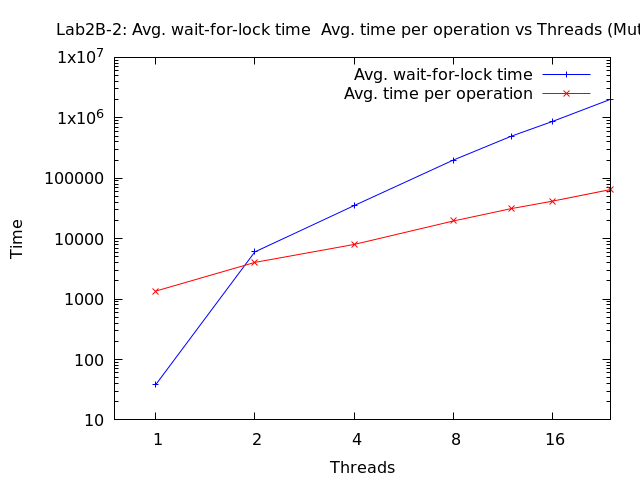 Lab2B-2: Avg. wait-for-lock time  Avg. time per operation vs Threads (Mut
1x10^7
Avg. wait-for-lock time
Avg. time per operation
1x10^6
100000
10000
1000
100
10
Time
1 2 4 8 16
Threads